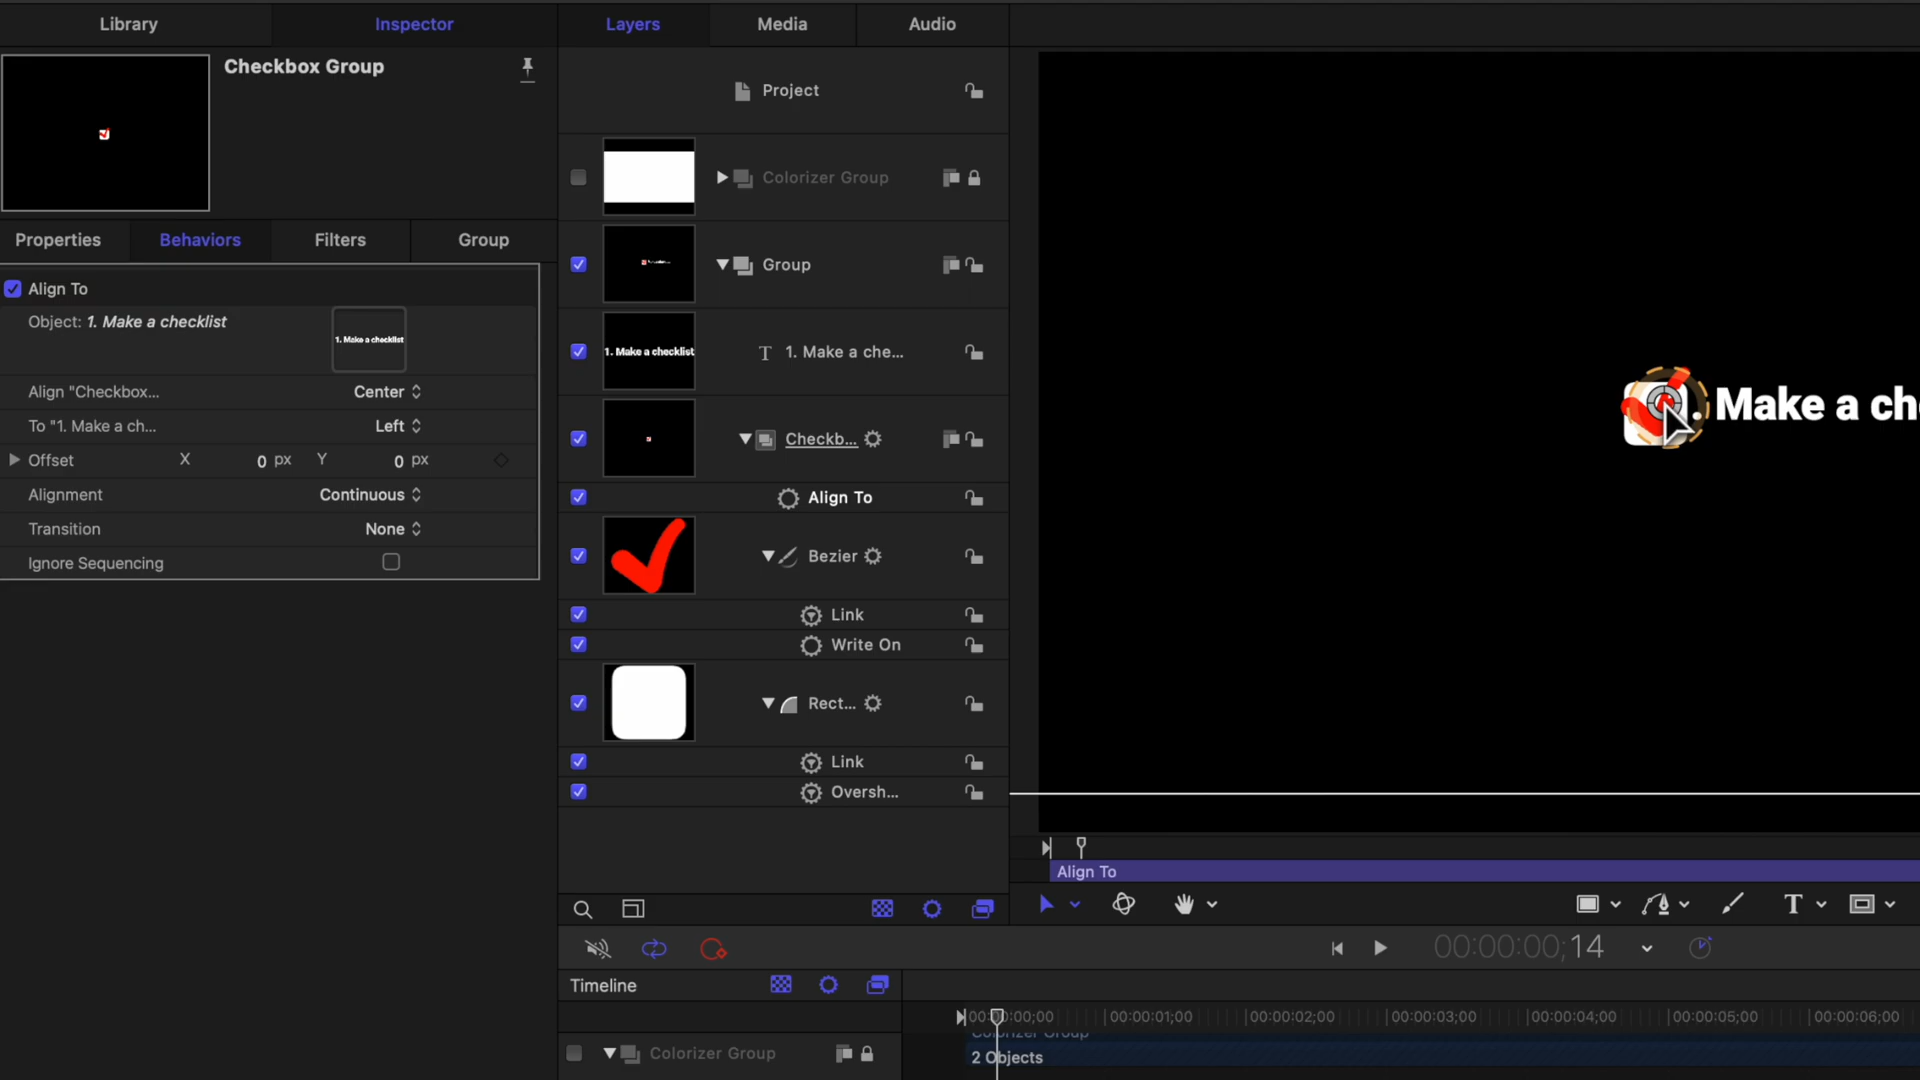 Library
Inspector
Layers
Media
Audio
Checkbox Group
Project
Colorizer Group
Properties
Behaviors
Filters
Group
Group
Align To
Object: 1. Make a checklist
1. Make a checklist
1. Make a checklist
1. Make a che...
Align "Checkbox...
Center
To "1. Make a ch...
Left
Offset
X
0 px
Y
0 px
Alignment
Continuous
Transition
None
Ignore Sequencing
Checkb...
Align To
Bezier
Link
Write On
Rect...
Link
Oversh...
. Make a ch
Align To
T
00:00:00;14
Timeline
00:00:00;00
00:00:01;00
00:00:02;00
00:00:03;00
00:00:04;00
00:00:05;00
00:00:06;00
Colorizer Group
Colorizer Group
2 Objects